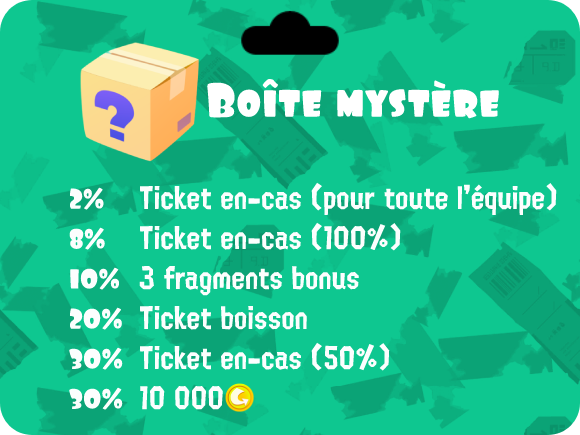 ?
Boîte mystère
2% Ticket en-cas (pour toute l'équipe)
8% Ticket en-cas (100%)
10% 3 fragments bonus
20% Ticket boisson
30% Ticket en-cas (50%)
30% 10 000